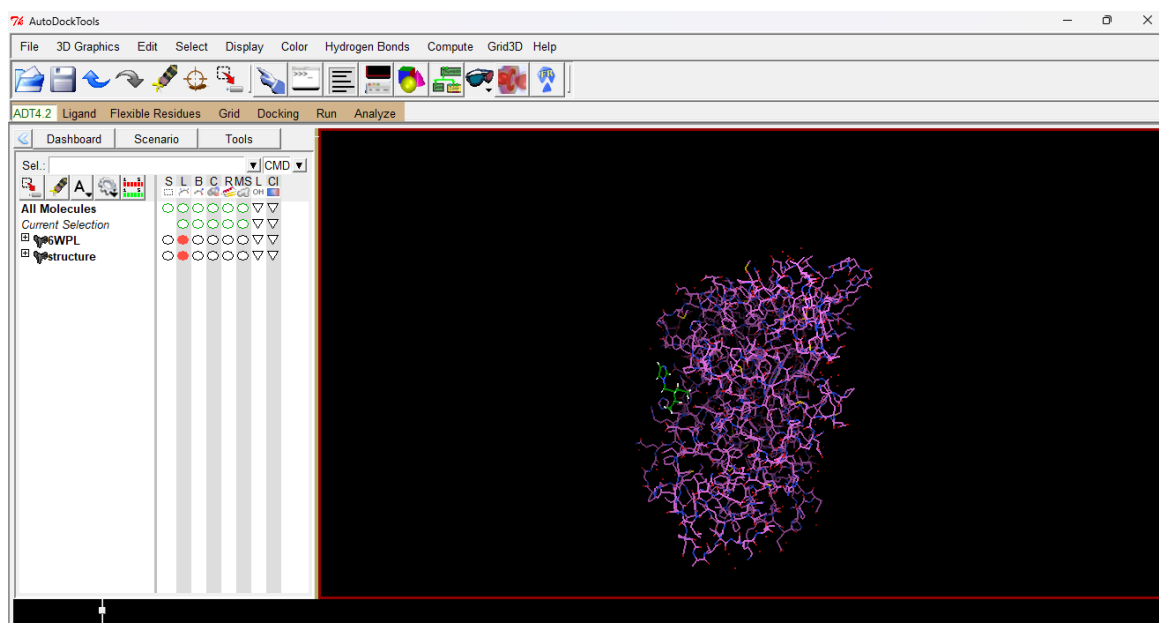 AutoDockTools
File 3D Graphics Edit Select Display Color Hydrogen Bonds Compute Grid3D Help
ADT4.2 Ligand Flexible Residues Grid Docking Run Analyze
Dashboard Scenario Tools
Sel.: CMD
A S L B C R MS L Cl
OH
All Molecules
Current Selection
6WPL
structure